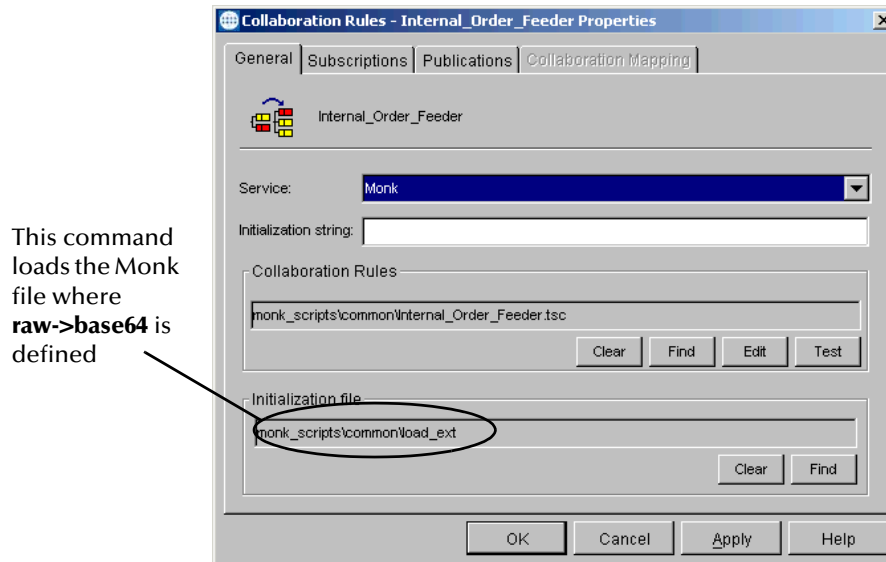 Collaboration Rules - Internal_Order_Feeder Properties
General Subscriptions Publications Collaboration Mapping
Internal_Order_Feeder
Service: Monk
Initialization string:
This command
loads the Monk
file where
raw->base64 is
defined
Collaboration Rules
monk_scripts\common\Internal_Order_Feeder.tsc
Clear Find Edit Test
Initialization file
monk_scripts\common\load_ext
Clear Find
OK Cancel Apply Help